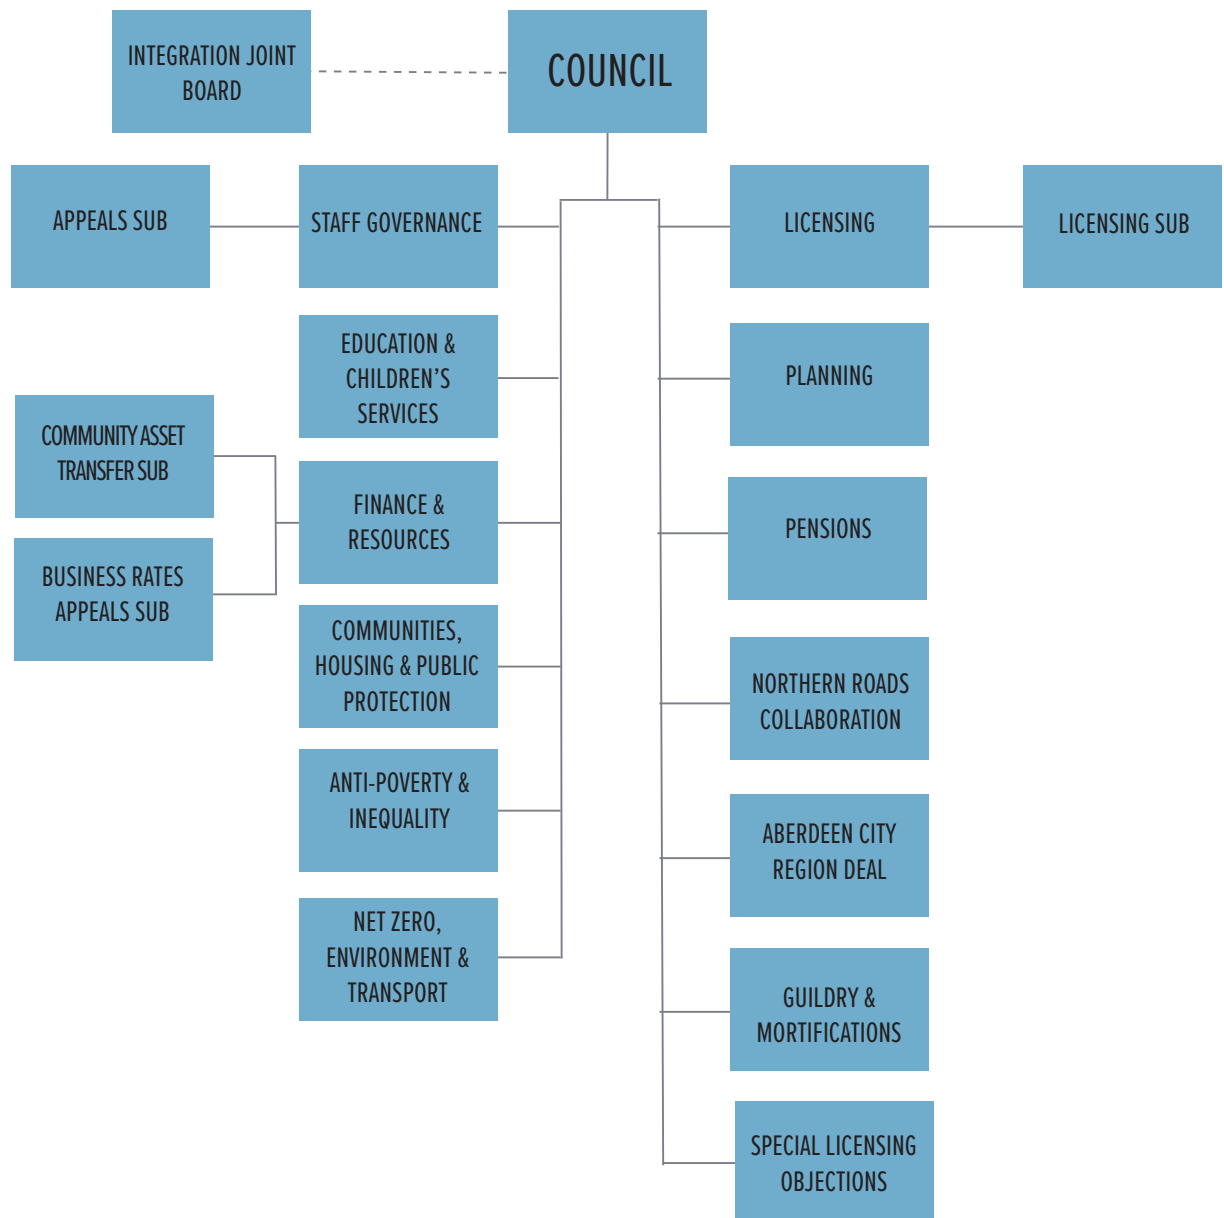 INTEGRATION JOINT
BOARD
COUNCIL
APPEALS SUB
STAFF GOVERNANCE
LICENSING
LICENSING SUB
EDUCATION &
CHILDREN’S
SERVICES
PLANNING
COMMUNITY ASSET
TRANSFER SUB
FINANCE &
RESOURCES
PENSIONS
BUSINESS RATES
APPEALS SUB
COMMUNITIES,
HOUSING & PUBLIC
PROTECTION
NORTHERN ROADS
COLLABORATION
ANTI-POVERTY &
INEQUALITY
ABERDEEN CITY
REGION DEAL
NET ZERO,
ENVIRONMENT &
TRANSPORT
GUILDRY &
MORTIFICATIONS
SPECIAL LICENSING
OBJECTIONS